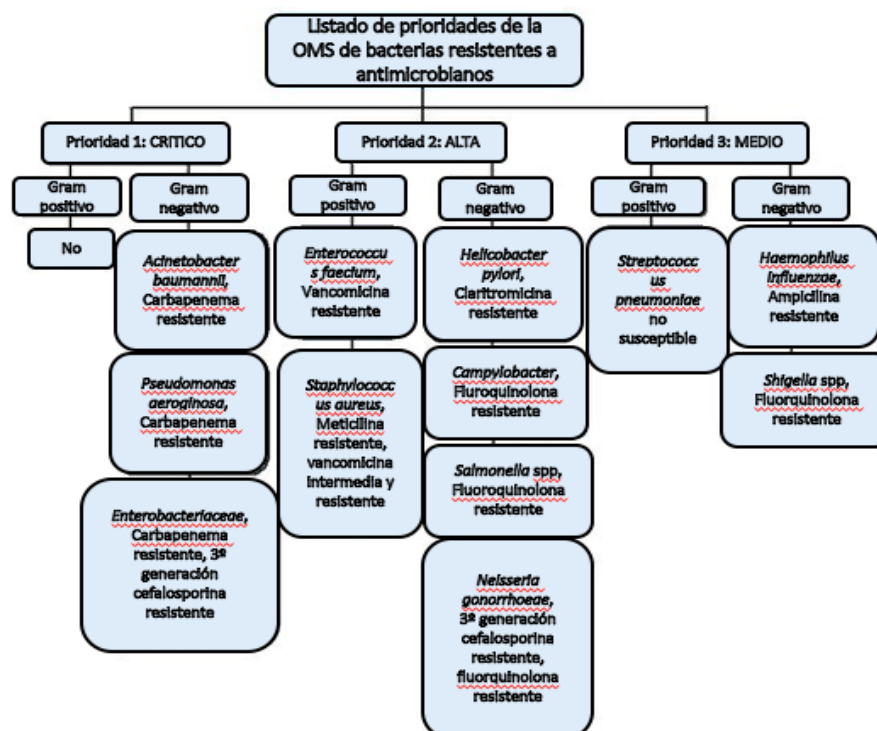 Listado de prioridades de la
OMS de bacterias resistentes a
antimicrobianos
Prioridad 1: CRITICO
Prioridad 2: ALTA
Prioridad 3: MEDIO
Gram
positivo
Gram
negativo
Gram
positivo
Gram
negativo
Gram
positivo
Gram
negativo
No
Acinetobacter
baumannii,
Carbapenema
resistente
Pseudomonas
aeroginosa,
Carbapenema
resistente
Enterobacteriaceae,
Carbapenema
resistente, 3ª
generación
cefalosporina
resistente
Enterococcu
s faecium,
Vancomicina
resistente
Staphylococc
us aureus,
Meticilina
resistente,
vancomicina
intermedia y
resistente
Helicobacter
pylori,
Claritromicina
resistente
Campylobacter,
Fluroquinolona
resistente
Salmonella spp,
Fluoroquinolona
resistente
Neisseria
gonorrhoeae,
3ª generación
cefalosporina
resistente,
fluorquinolona
resistente
Streptococc
us
pneumoniae
no
susceptible
Haemophilus
influenzae,
Ampicilina
resistente
Shigella spp,
Fluorquinolona
resistente